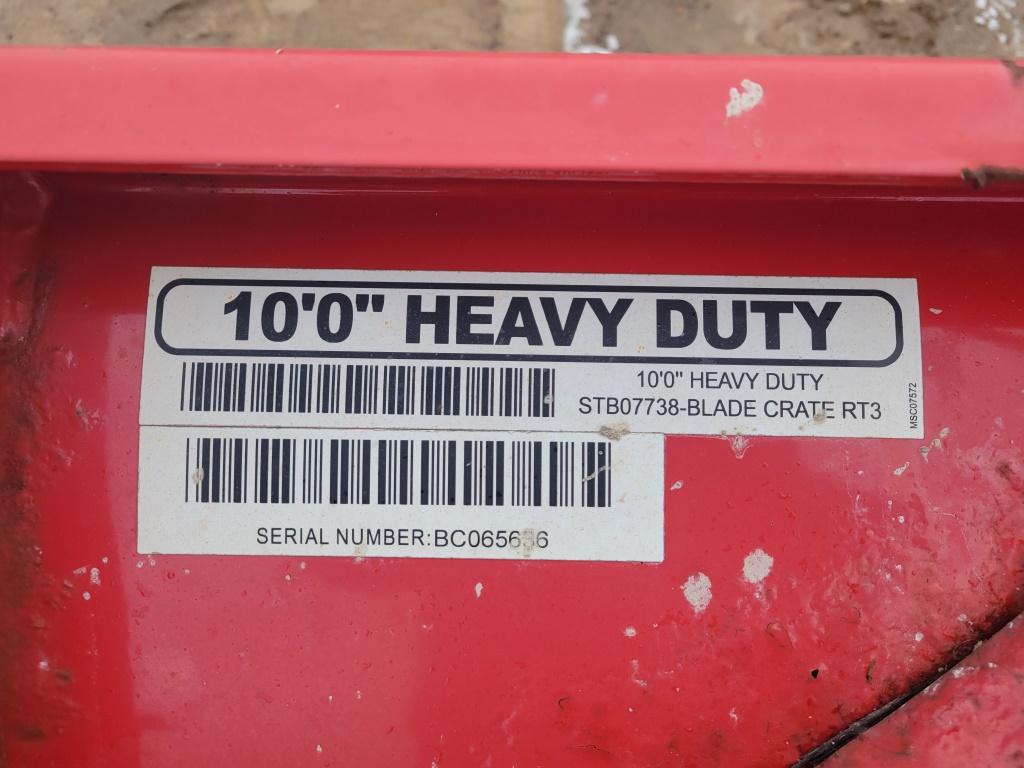 10'0" HEAVY DUTY
10'0" HEAVY DUTY
STB07738-BLADE CRATE RT3
MSC07572
SERIAL NUMBER: